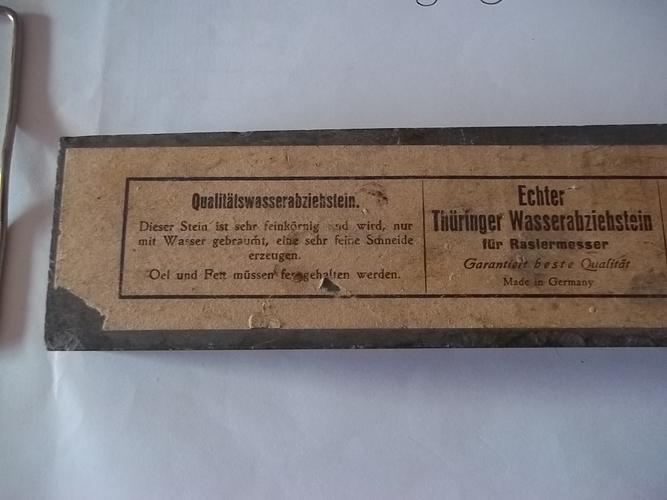 Qualitätswasserabziehstein.
Dieser Stein ist sehr feinkörnig und wird, nur
mit Wasser gebraucht, eine sehr feine Schneide
erzeugen.
Oel und Fett müssen ferngehalten werden.
Echter
Thüringer Wasserabziehstein
für Rasiermesser
Garantiert beste Qualität
Made in Germany